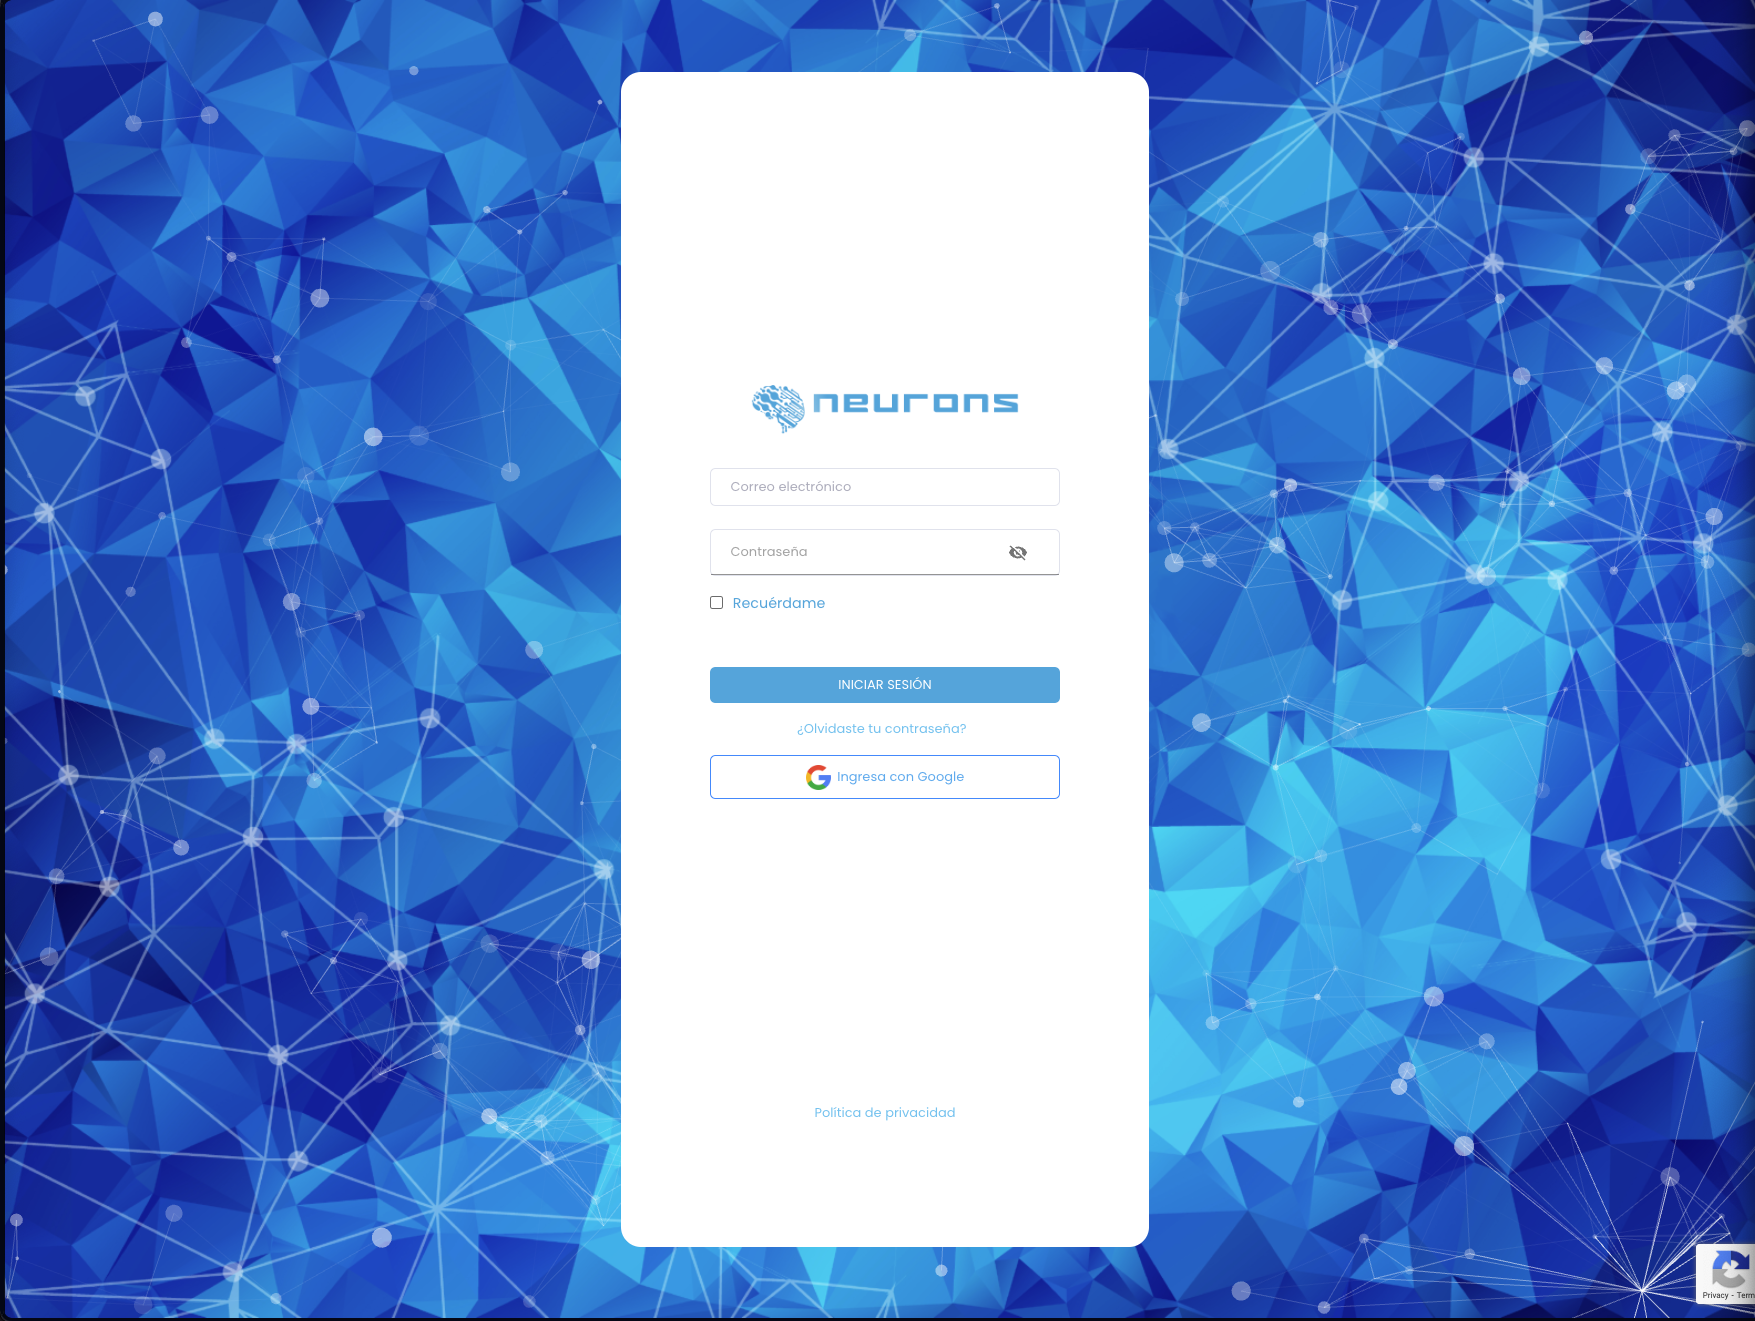 neurons
Correo electrónico
Contraseña
Recuérdame
INICIAR SESIÓN
¿Olvidaste tu contraseña?
Ingresa con Google
Política de privacidad
Privacy - Term